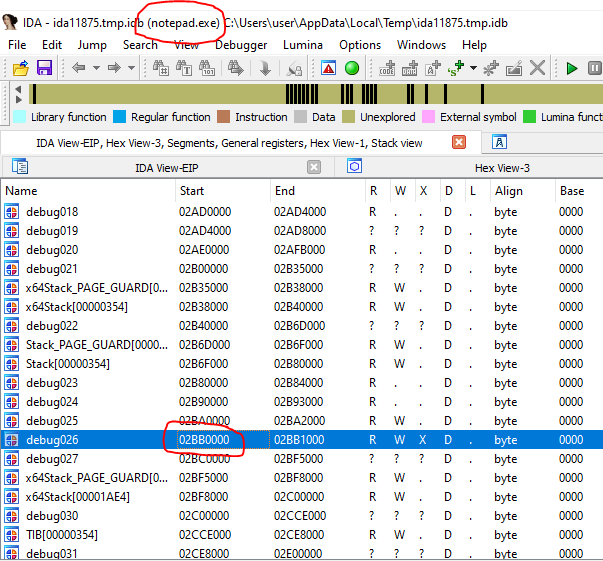 IDA - ida11875.tmp.idb (notepad.exe) C:\Users\user\AppData\Local\Temp\ida11875.tmp.idb
File Edit Jump Search View Debugger Lumina Options Windows Help
Library function Regular function Instruction Data Unexplored External symbol Lumina func
IDA View-EIP, Hex View-3, Segments, General registers, Hex View-1, Stack view
IDA View-EIP Hex View-3
Name Start End R W X D L Align Base
debug018 02AD0000 02AD4000 R . . D . byte 0000
debug019 02AD4000 02AD8000 ? ? ? D . byte 0000
debug020 02AE0000 02AFB000 R . . D . byte 0000
debug021 02B00000 02B35000 ? ? ? D . byte 0000
x64Stack_PAGE_GUARD[0... 02B35000 02B38000 R W . D . byte 0000
x64Stack[00000354] 02B38000 02B40000 R W . D . byte 0000
debug022 02B40000 02B6D000 ? ? ? D . byte 0000
Stack_PAGE_GUARD[0000... 02B6D000 02B6F000 R W . D . byte 0000
Stack[00000354] 02B6F000 02B80000 R W . D . byte 0000
debug023 02B80000 02B84000 R . . D . byte 0000
debug024 02B90000 02B93000 R . . D . byte 0000
debug025 02BA0000 02BA2000 R W . D . byte 0000
debug026 02BB0000 02BB1000 R W X D . byte 0000
debug027 02BC0000 02BF5000 ? ? ? D . byte 0000
x64Stack_PAGE_GUARD[0... 02BF5000 02BF8000 R W . D . byte 0000
x64Stack[00001AE4] 02BF8000 02C00000 R W . D . byte 0000
debug030 02C00000 02CCE000 ? ? ? D . byte 0000
TIB[00000354] 02CCE000 02CE8000 R W . D . byte 0000
debug031 02CE8000 02E00000 ? ? ? D . byte 0000